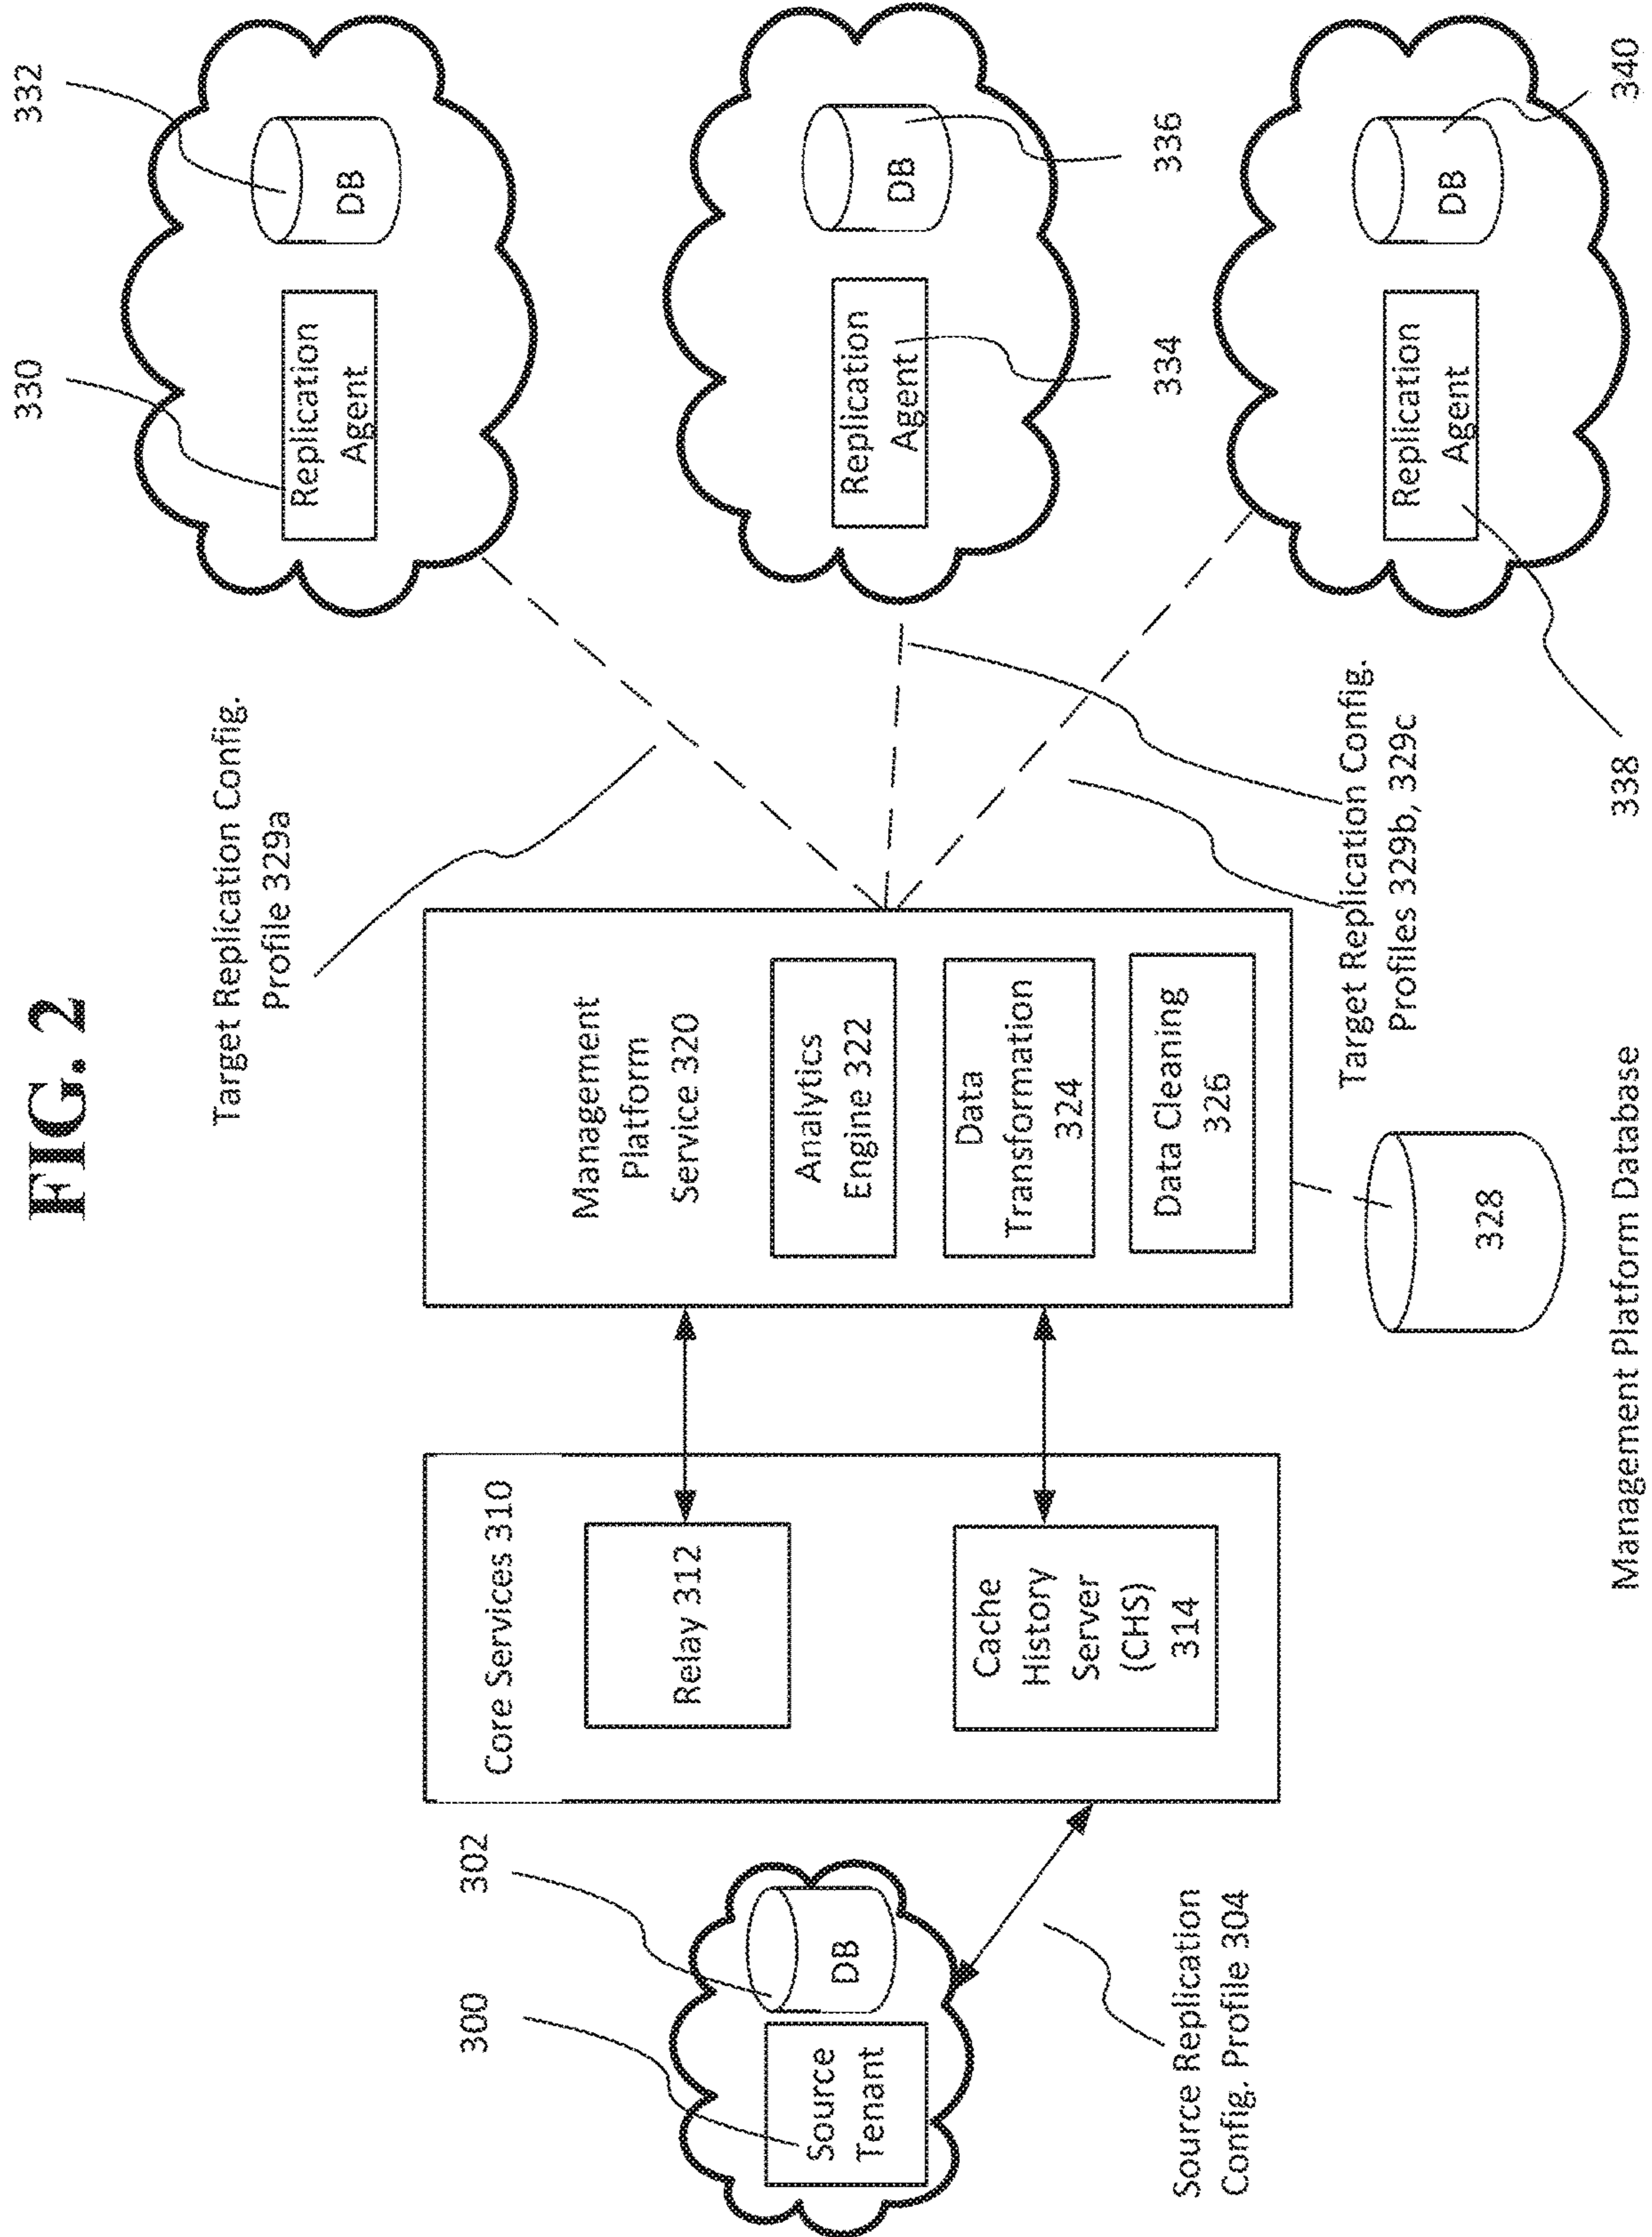 FIG. 2
300
302
Source
Tenant
DB
Source Replication
Config. Profile 304
Core Services 310
Relay 312
Cache
History
Server
(CHS)
314
Management
Platform
Service 320
Analytics
Engine 322
Data
Transformation
324
Data Cleaning
326
328
Management Platform Database
Target Replication Config.
Profile 329a
Target Replication Config.
Profiles 329b, 329c
330
332
Replication
Agent
DB
Replication
Agent
DB
334
336
Replication
Agent
DB
338
340